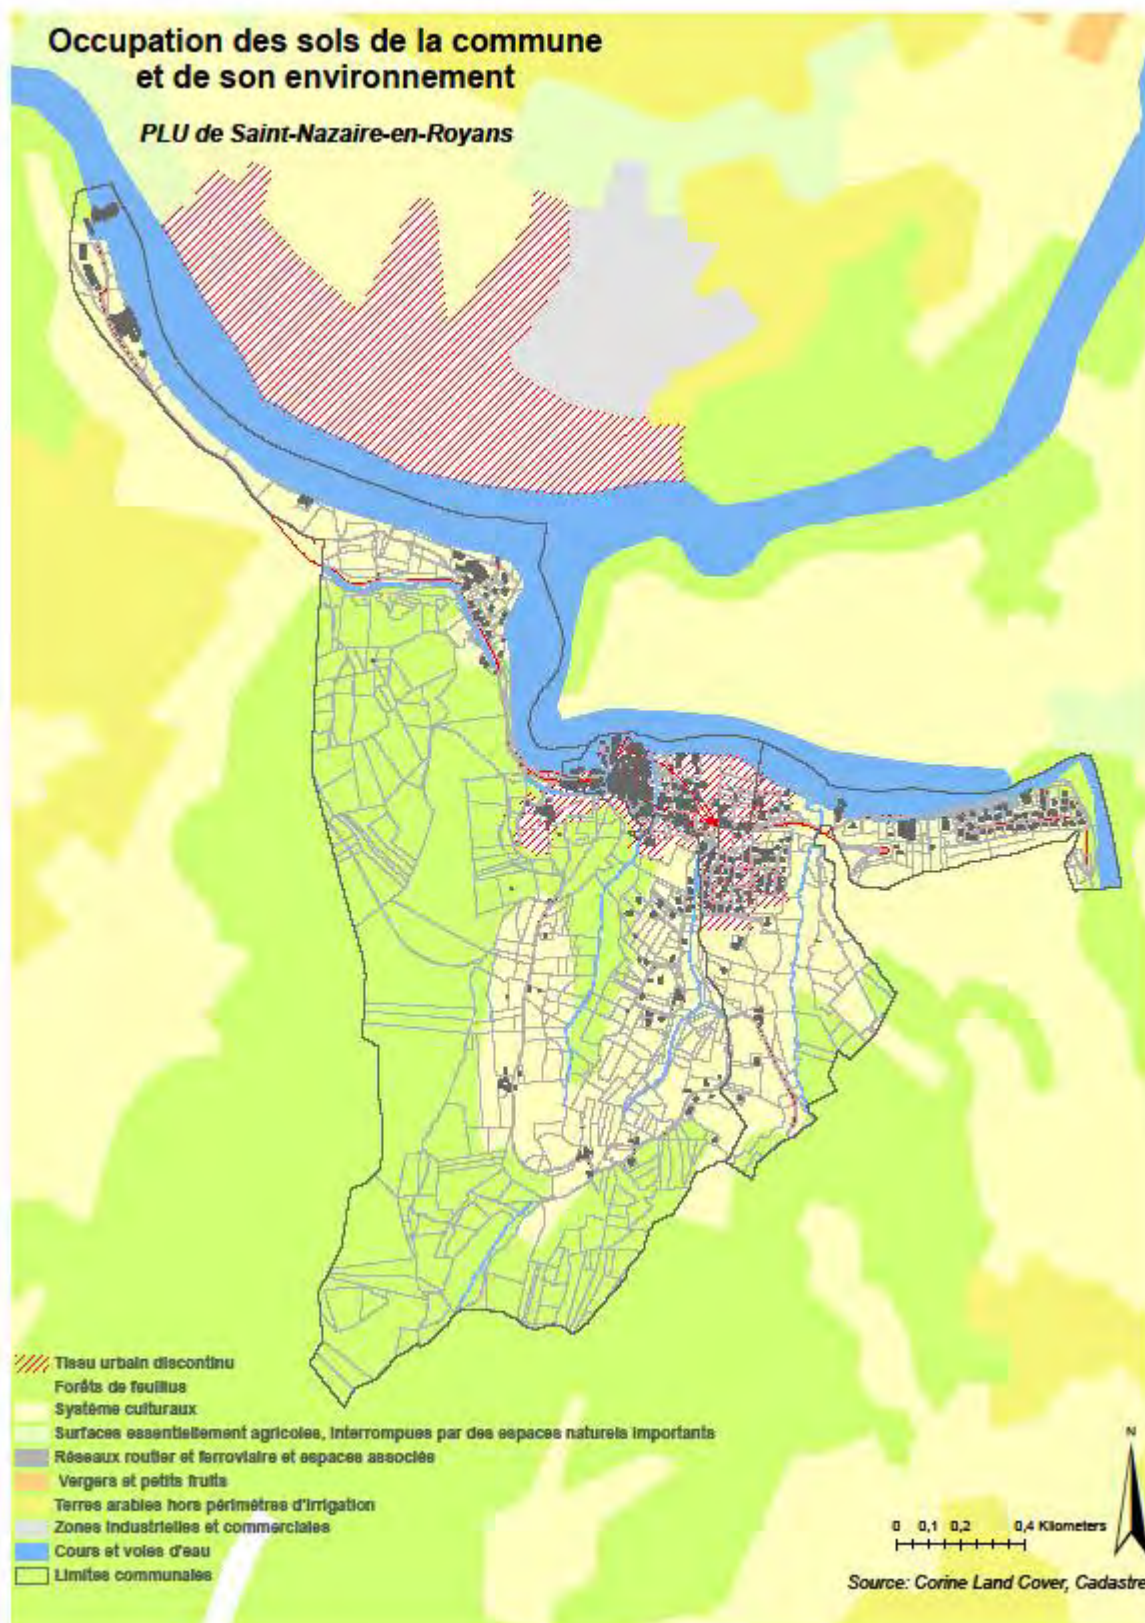 Occupation des sols de la commune
et de son environnement
PLU de Saint-Nazaire-en-Royans
Tissu urbain discontinu
Forêts de feuillus
Système culturaux
Surfaces essentiellement agricoles, interrompues par des espaces naturels importants
Réseaux routier et ferroviaire et espaces associés
Vergers et petits fruits
Terres arables hors périmètres d'irrigation
Zones industrielles et commerciales
Cours et voies d'eau
Limites communales
N
0 0,1 0,2 0,4 Kilometers
Source: Corine Land Cover, Cadastre